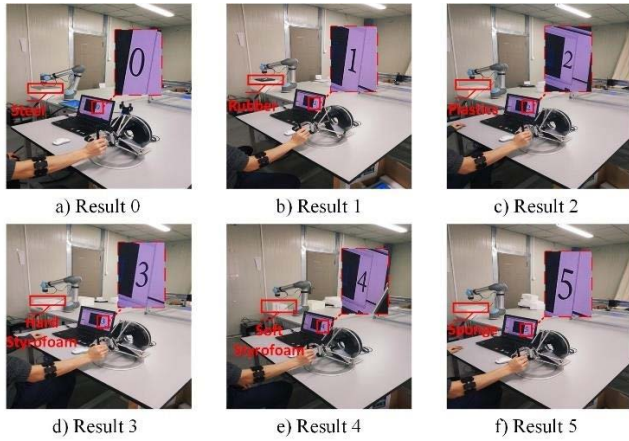 0
Steel
a) Result 0
1
Rubber
b) Result 1
2
Plastics
c) Result 2
3
Hard
Styrofoam
d) Result 3
4
Soft
Styrofoam
e) Result 4
5
Sponge
f) Result 5